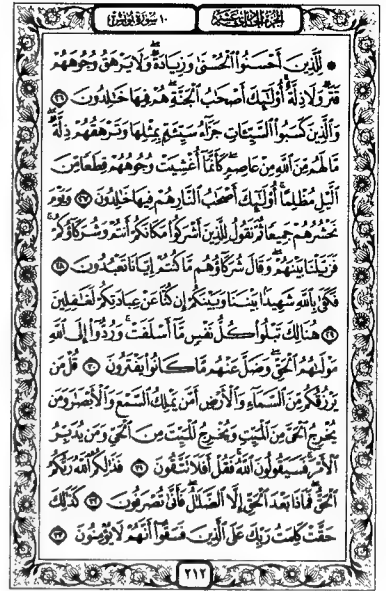 الجزء الحادي عشر ١٠ سورة يونس
۞ لِّلَّذِينَ أَحْسَنُوا۟ ٱلْحُسْنَىٰ وَزِيَادَةٌ ۖ وَلَا يَرْهَقُ وُجُوهَهُمْ
قَتَرٌ وَلَا ذِلَّةٌ ۚ أُو۟لَٰٓئِكَ أَصْحَٰبُ ٱلْجَنَّةِ ۖ هُمْ فِيهَا خَٰلِدُونَ ٢٦
وَٱلَّذِينَ كَسَبُوا۟ ٱلسَّيِّـَٔاتِ جَزَآءُ سَيِّئَةٍۭ بِمِثْلِهَا وَتَرْهَقُهُمْ ذِلَّةٌ ۖ
مَّا لَهُم مِّنَ ٱللَّهِ مِنْ عَاصِمٍ ۖ كَأَنَّمَآ أُغْشِيَتْ وُجُوهُهُمْ قِطَعًا مِّنَ
ٱلَّيْلِ مُظْلِمًا ۚ أُو۟لَٰٓئِكَ أَصْحَٰبُ ٱلنَّارِ ۖ هُمْ فِيهَا خَٰلِدُونَ ٢٧ وَيَوْمَ
نَحْشُرُهُمْ جَمِيعًا ثُمَّ نَقُولُ لِلَّذِينَ أَشْرَكُوا۟ مَكَانَكُمْ أَنتُمْ وَشُرَكَآؤُكُمْ ۚ
فَزَيَّلْنَا بَيْنَهُمْ ۖ وَقَالَ شُرَكَآؤُهُم مَّا كُنتُمْ إِيَّانَا تَعْبُدُونَ ٢٨
فَكَفَىٰ بِٱللَّهِ شَهِيدًۢا بَيْنَنَا وَبَيْنَكُمْ إِن كُنَّا عَنْ عِبَادَتِكُمْ لَغَٰفِلِينَ
٢٩ هُنَالِكَ تَبْلُوا۟ كُلُّ نَفْسٍ مَّآ أَسْلَفَتْ ۚ وَرُدُّوٓا۟ إِلَى ٱللَّهِ
مَوْلَىٰهُمُ ٱلْحَقِّ ۖ وَضَلَّ عَنْهُم مَّا كَانُوا۟ يَفْتَرُونَ ٣٠ قُلْ مَن
يَرْزُقُكُم مِّنَ ٱلسَّمَآءِ وَٱلْأَرْضِ أَمَّن يَمْلِكُ ٱلسَّمْعَ وَٱلْأَبْصَٰرَ وَمَن
يُخْرِجُ ٱلْحَىَّ مِنَ ٱلْمَيِّتِ وَيُخْرِجُ ٱلْمَيِّتَ مِنَ ٱلْحَىِّ وَمَن يُدَبِّرُ
ٱلْأَمْرَ ۚ فَسَيَقُولُونَ ٱللَّهُ ۚ فَقُلْ أَفَلَا تَتَّقُونَ ٣١ فَذَٰلِكُمُ ٱللَّهُ رَبُّكُمُ
ٱلْحَقُّ ۖ فَمَاذَا بَعْدَ ٱلْحَقِّ إِلَّا ٱلضَّلَٰلُ ۖ فَأَنَّىٰ تُصْرَفُونَ ٣٢ كَذَٰلِكَ
حَقَّتْ كَلِمَتُ رَبِّكَ عَلَى ٱلَّذِينَ فَسَقُوٓا۟ أَنَّهُمْ لَا يُؤْمِنُونَ ٣٣
٢١٢